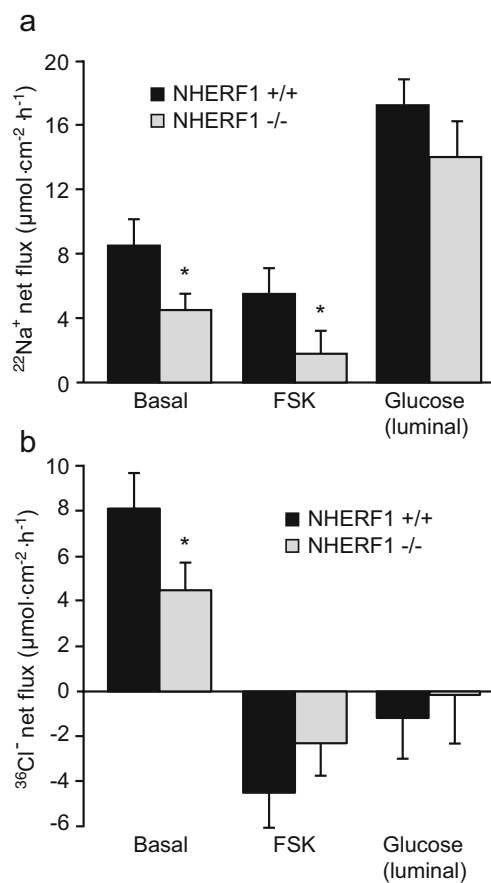 a
20
16
12
8
4
0
²²Na⁺ net flux (µmol·cm⁻²·h⁻¹)
NHERF1 +/+
NHERF1 -/-
*
*
Basal
FSK
Glucose
(luminal)
b
10
8
6
4
2
0
-2
-4
-6
³⁶Cl⁻ net flux (µmol·cm⁻²·h⁻¹)
NHERF1 +/+
NHERF1 -/-
*
Basal
FSK
Glucose
(luminal)